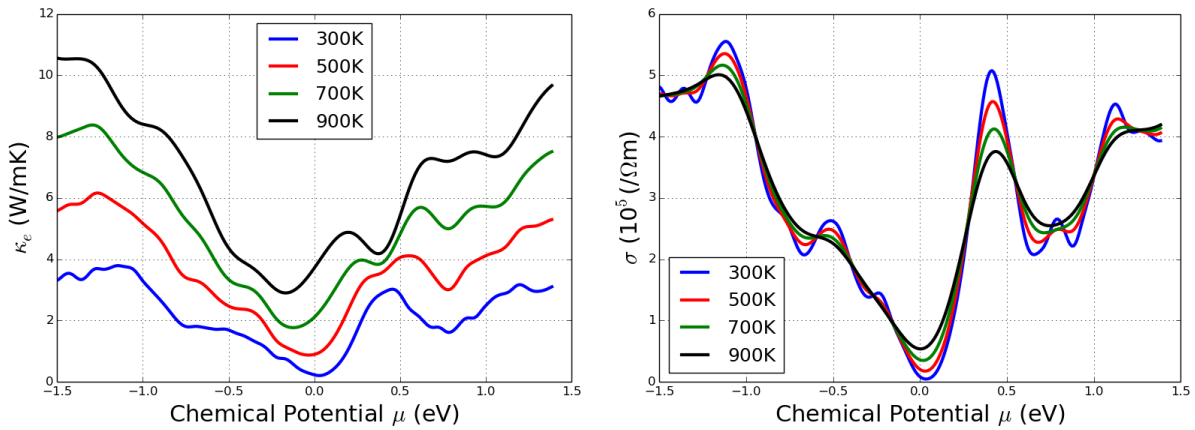 12
10
8
6
4
2
0
κe (W/mK)
300K
500K
700K
900K
−1.5 −1.0 −0.5 0.0 0.5 1.0 1.5
Chemical Potential μ (eV)
6
5
4
3
2
1
0
σ (10^5 (/Ωm)
300K
500K
700K
900K
−1.5 −1.0 −0.5 0.0 0.5 1.0 1.5
Chemical Potential μ (eV)